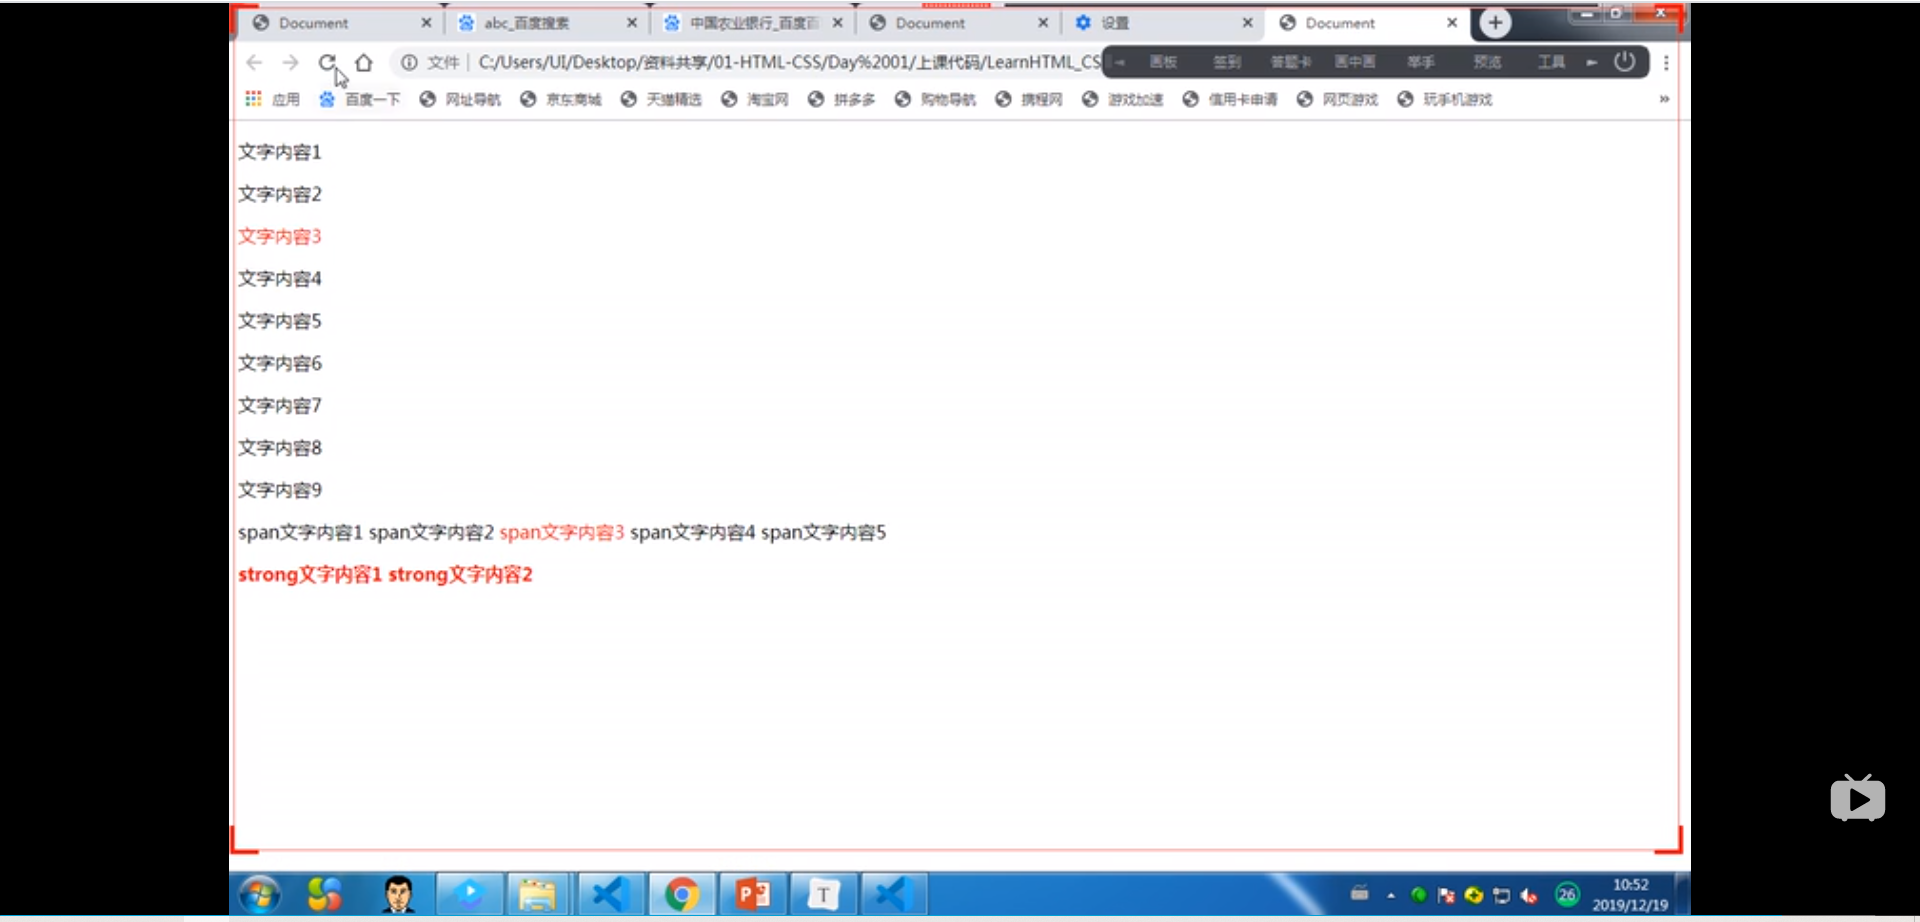 Document abc_百度搜索 中国农业银行_百度百 Document 设置 Document
文件 C:/Users/UI/Desktop/资料共享/01-HTML-CSS/Day%2001/上课代码/LearnHTML_CS 画板 签到 答题卡 画中画 举手 预览 工具
应用 百度一下 网址导航 京东商城 天猫精选 淘宝网 拼多多 购物导航 携程网 游戏加速 信用卡申请 网页游戏 玩手机游戏 »
文字内容1
文字内容2
文字内容3
文字内容4
文字内容5
文字内容6
文字内容7
文字内容8
文字内容9
span文字内容1 span文字内容2 span文字内容3 span文字内容4 span文字内容5
strong文字内容1 strong文字内容2
T 26 10:52
2019/12/19